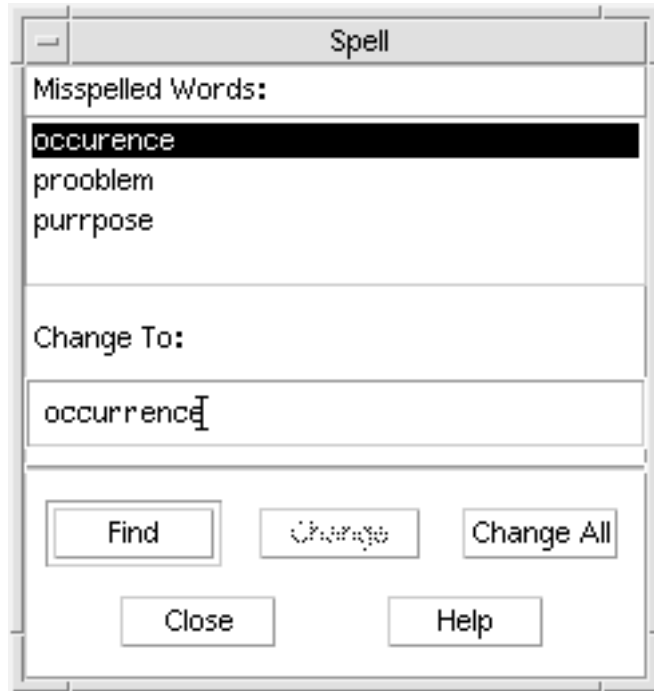 Spell
Misspelled Words:
occurence
prooblem
purrpose
Change To:
occurrence
Find Change Change All
Close Help